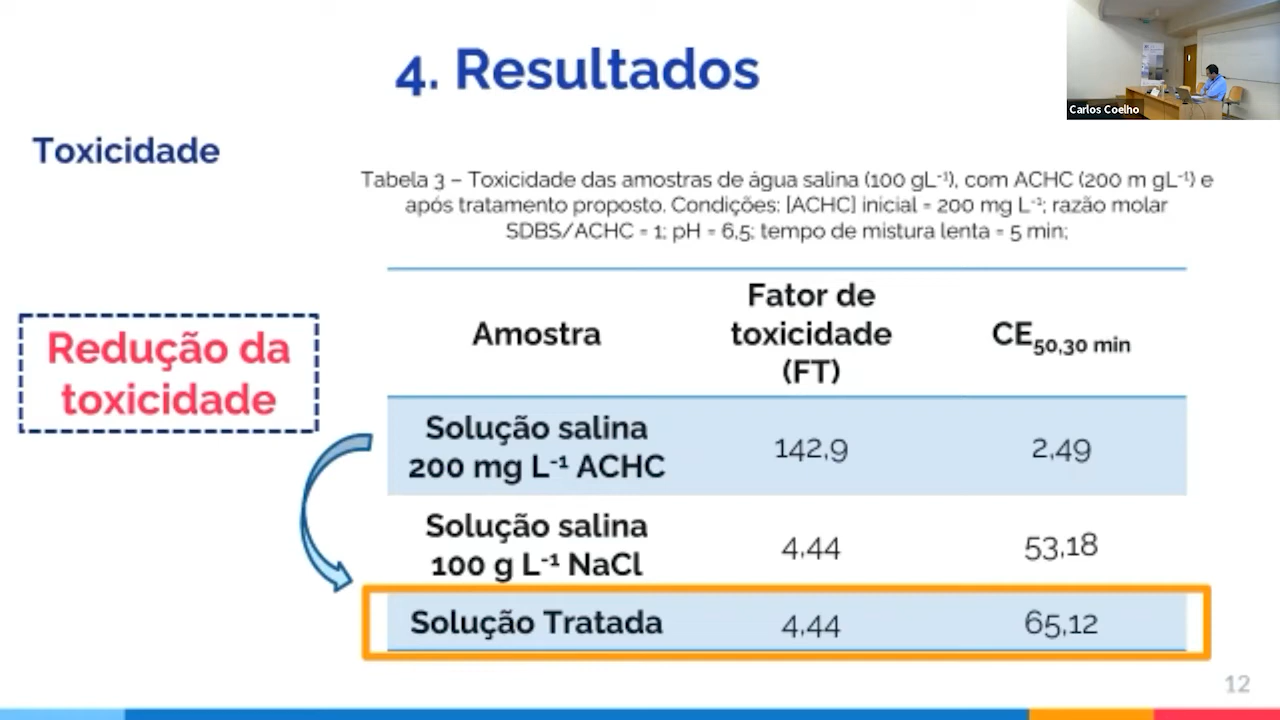 4. Resultados
Carlos Coelho
Toxicidade
Tabela 3 – Toxicidade das amostras de água salina (100 gL⁻¹), com ACHC (200 m gL⁻¹) e
após tratamento proposto. Condições: [ACHC] inicial = 200 mg L⁻¹; razão molar
SDBS/ACHC = 1; pH = 6,5; tempo de mistura lenta = 5 min;
Redução da
toxicidade
Amostra
Fator de
toxicidade
(FT)
CE50,30 min
Solução salina
200 mg L⁻¹ ACHC
142,9
2,49
Solução salina
100 g L⁻¹ NaCl
4,44
53,18
Solução Tratada
4,44
65,12
12